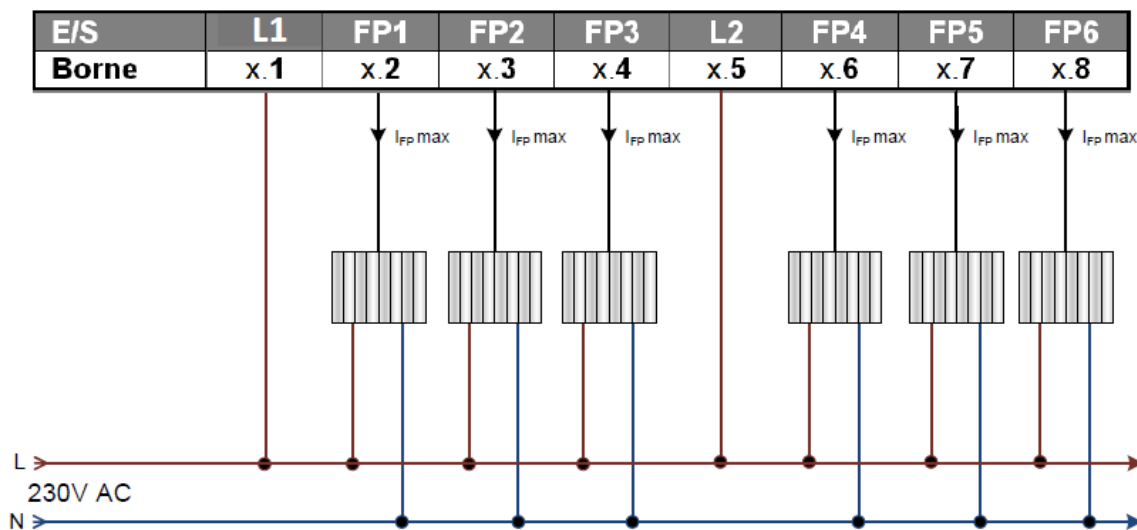 E/S L1 FP1 FP2 FP3 L2 FP4 FP5 FP6
Borne x.1 x.2 x.3 x.4 x.5 x.6 x.7 x.8
IFP max IFP max IFP max IFP max IFP max IFP max
L
230V AC
N